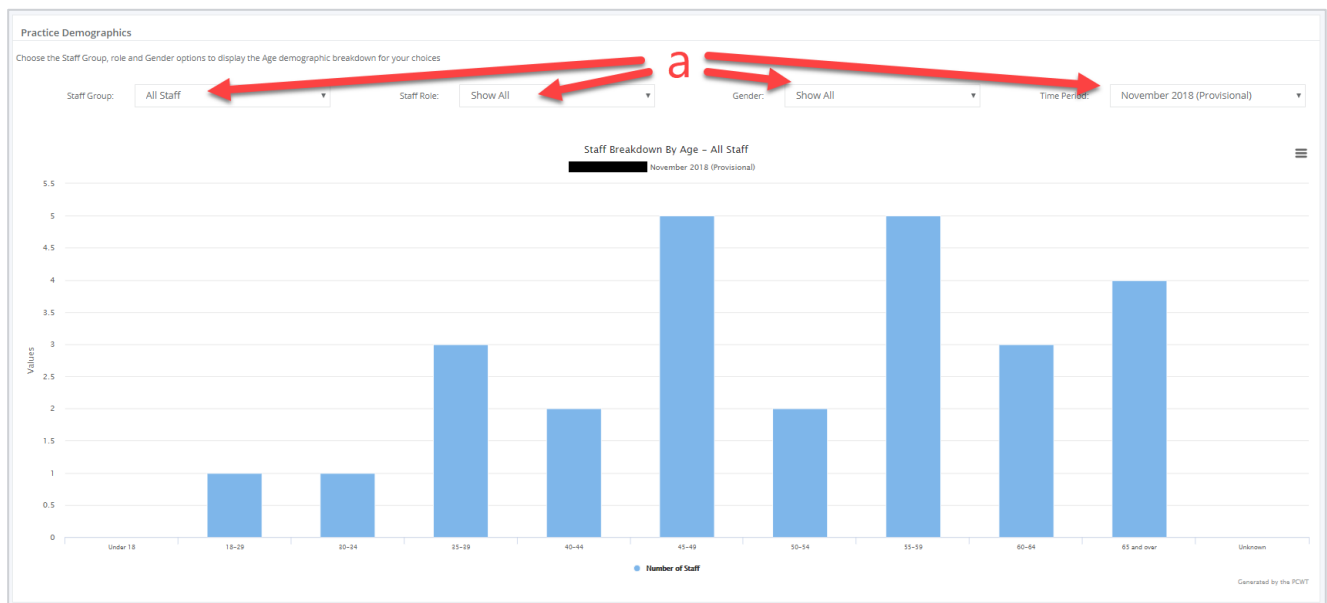 Practice Demographics
Choose the Staff Group, role and Gender options to display the Age demographic breakdown for your choices
a
Staff Group: All Staff Staff Role: Show All Gender: Show All Time Period: November 2018 (Provisional)
Staff Breakdown By Age – All Staff
November 2018 (Provisional)
5.5
5
4.5
4
3.5
3
2.5
2
1.5
1
0.5
0
Values
Under 18 18–29 30–34 35–39 40–44 45–49 50–54 55–59 60–64 65 and over Unknown
Number of Staff
Generated by the PCWT